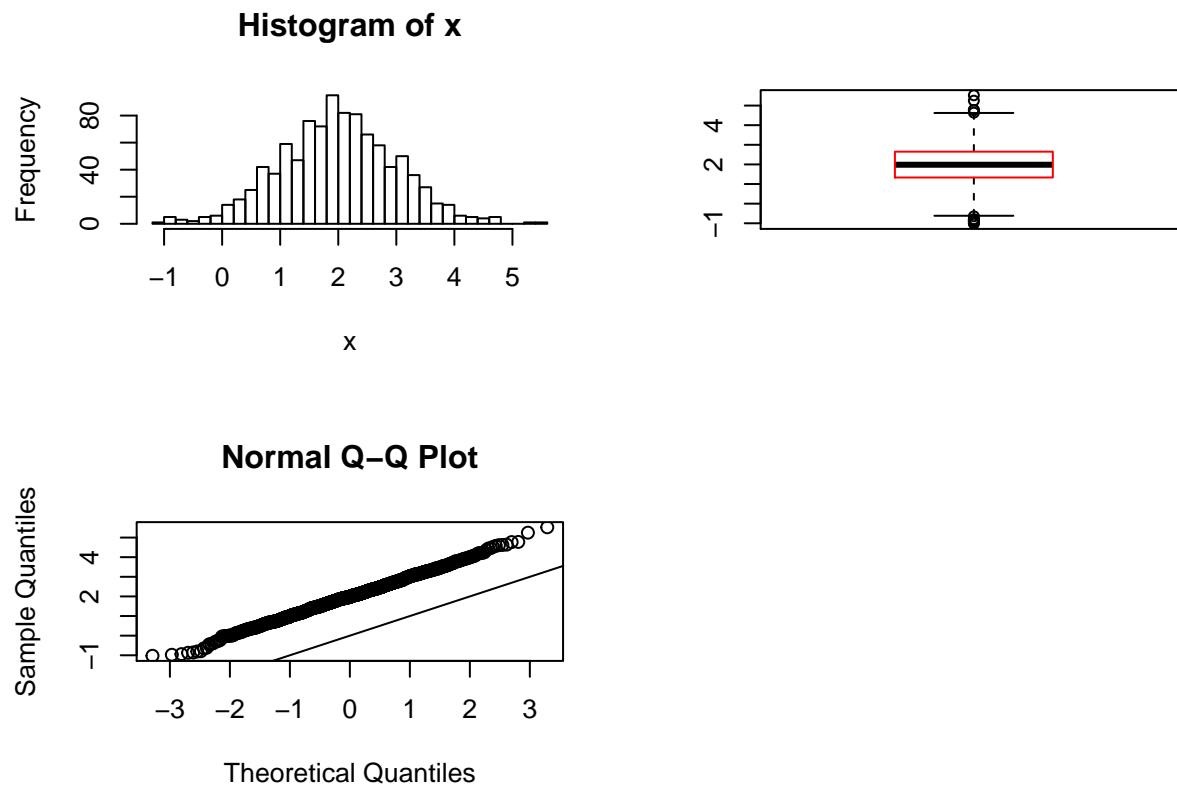 Histogram of x
Frequency
0 40 80
−1 0 1 2 3 4 5
x
−1 2 4
Normal Q−Q Plot
Sample Quantiles
−1 2 4
−3 −2 −1 0 1 2 3
Theoretical Quantiles